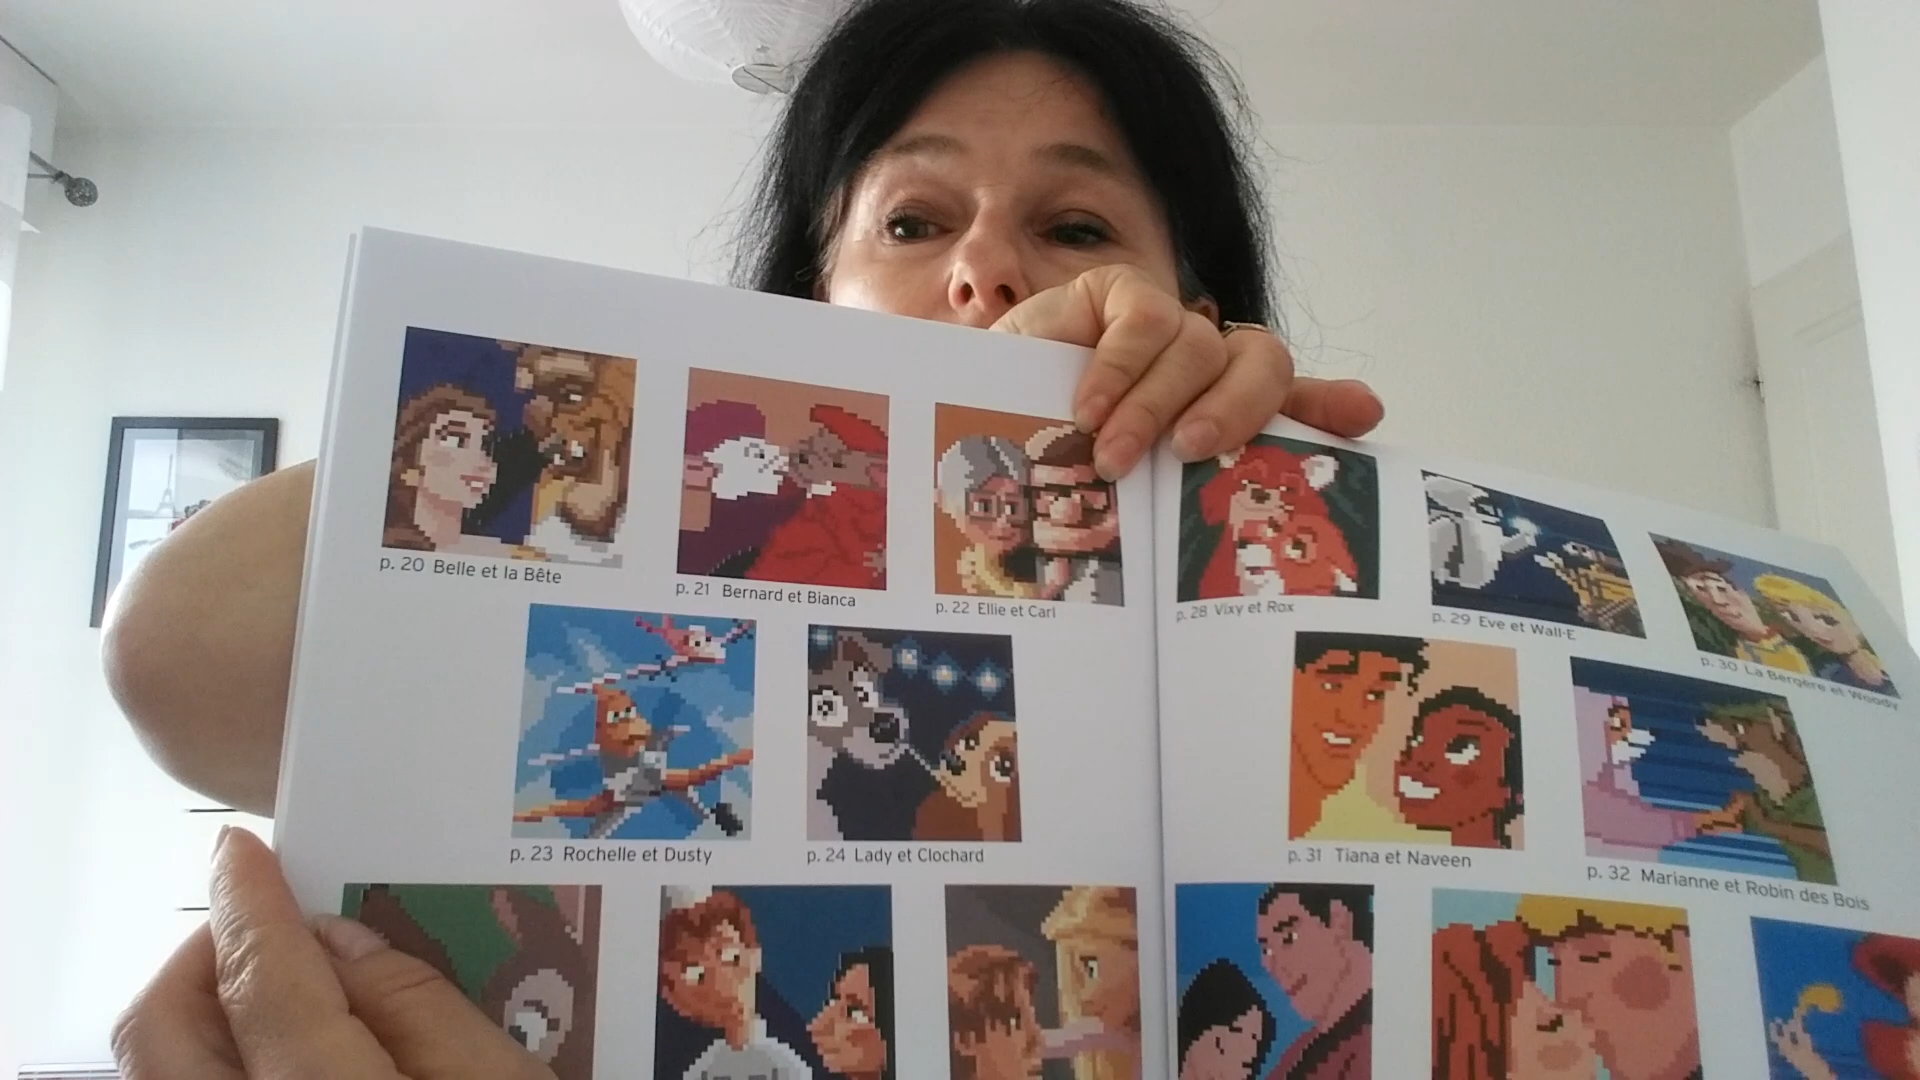 p. 20 Belle et la Bête
p. 21 Bernard et Bianca
p. 22 Ellie et Carl
p. 23 Rochelle et Dusty
p. 24 Lady et Clochard
p. 28 Vixy et Rox
p. 29 Eve et Wall·E
p. 30 La Bergère et Woody
p. 31 Tiana et Naveen
p. 32 Marianne et Robin des Bois